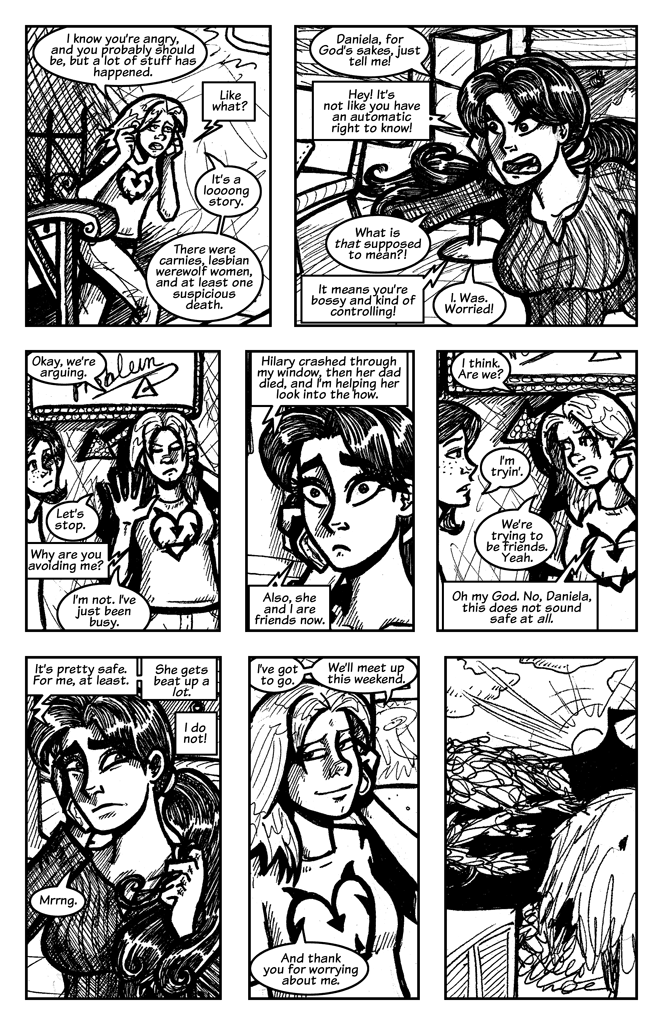 I know you're angry,
and you probably should
be, but a lot of stuff has
happened.
Like
what?
It's a
loooong
story.
There were
carnies, lesbian
werewolf women,
and at least one
suspicious
death.
Daniela, for
God's sakes, just
tell me!
Hey! It's
not like you have
an automatic
right to know!
What is
that supposed
to mean?!
It means you're
bossy and kind of
controlling!
I. Was.
Worried!
Okay, we're
arguing.
Let's
stop.
Why are you
avoiding me?
I'm not. I've
just been
busy.
Hilary crashed through
my window, then her dad
died, and I'm helping her
look into the how.
Also, she
and I are
friends now.
I think.
Are we?
I'm
tryin'.
We're
trying to
be friends.
Yeah.
Oh my God. No, Daniela,
this does not sound
safe at all.
It's pretty safe.
For me, at least.
She gets
beat up a
lot.
I do
not!
Mrrng.
I've got
to go.
We'll meet up
this weekend.
And thank
you for worrying
about me.